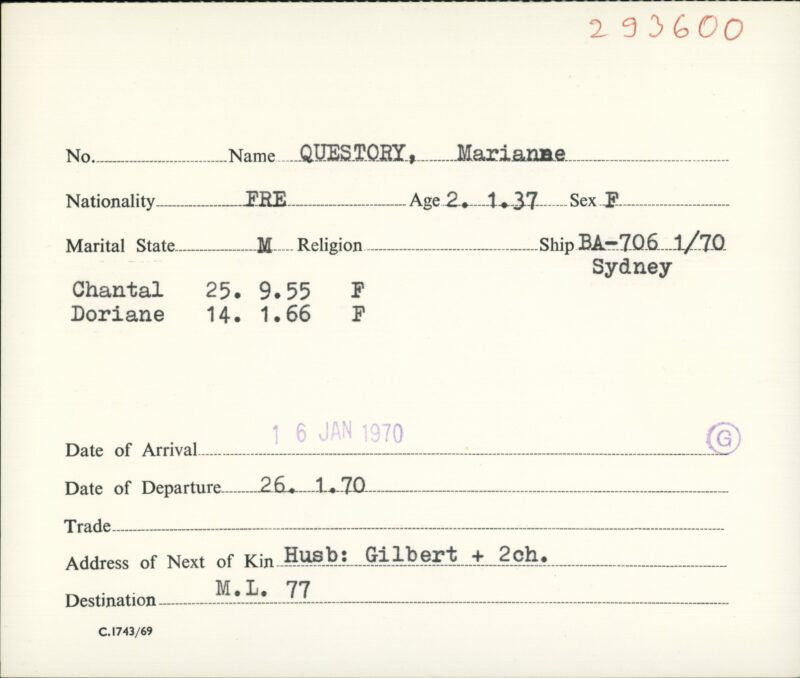 293600
No. Name QUESTORY, Marianne
Nationality FRE Age 2. 1.37 Sex F
Marital State M Religion Ship BA-706 1/70
Sydney
Chantal 25. 9.55 F
Doriane 14. 1.66 F
Date of Arrival 16 JAN 1970 G
Date of Departure 26. 1.70
Trade
Address of Next of Kin Husb: Gilbert + 2ch.
Destination M.L. 77
C.1743/69